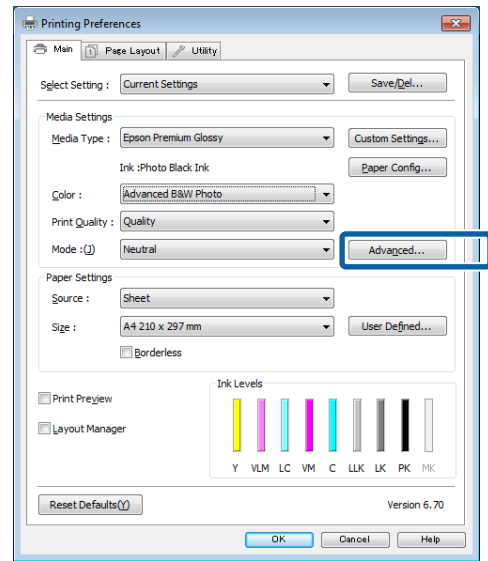 Printing Preferences
Main Page Layout Utility
Select Setting : Current Settings Save/Del...
Media Settings
Media Type : Epson Premium Glossy Custom Settings...
Ink :Photo Black Ink Paper Config...
Color : Advanced B&W Photo
Print Quality : Quality
Mode :(J) Neutral Advanced...
Paper Settings
Source : Sheet
Size : A4 210 x 297 mm User Defined...
Borderless
Ink Levels
Print Preview
Layout Manager
Y VLM LC VM C LLK LK PK MK
Reset Defaults(Y) Version 6.70
OK Cancel Help